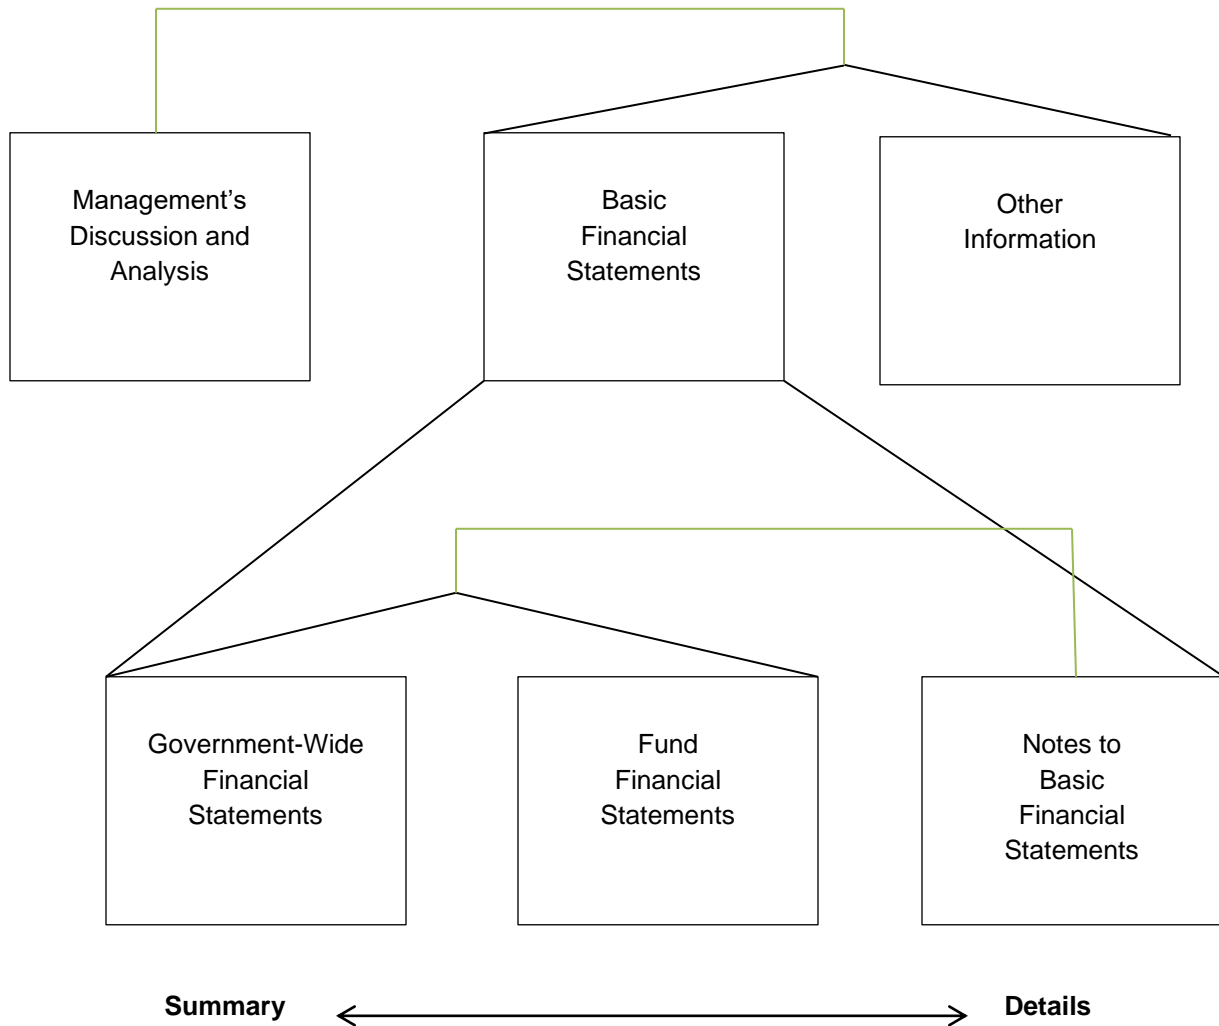 Management’s
Discussion and
Analysis
Basic
Financial
Statements
Other
Information
Government-Wide
Financial
Statements
Fund
Financial
Statements
Notes to
Basic
Financial
Statements
Summary
Details